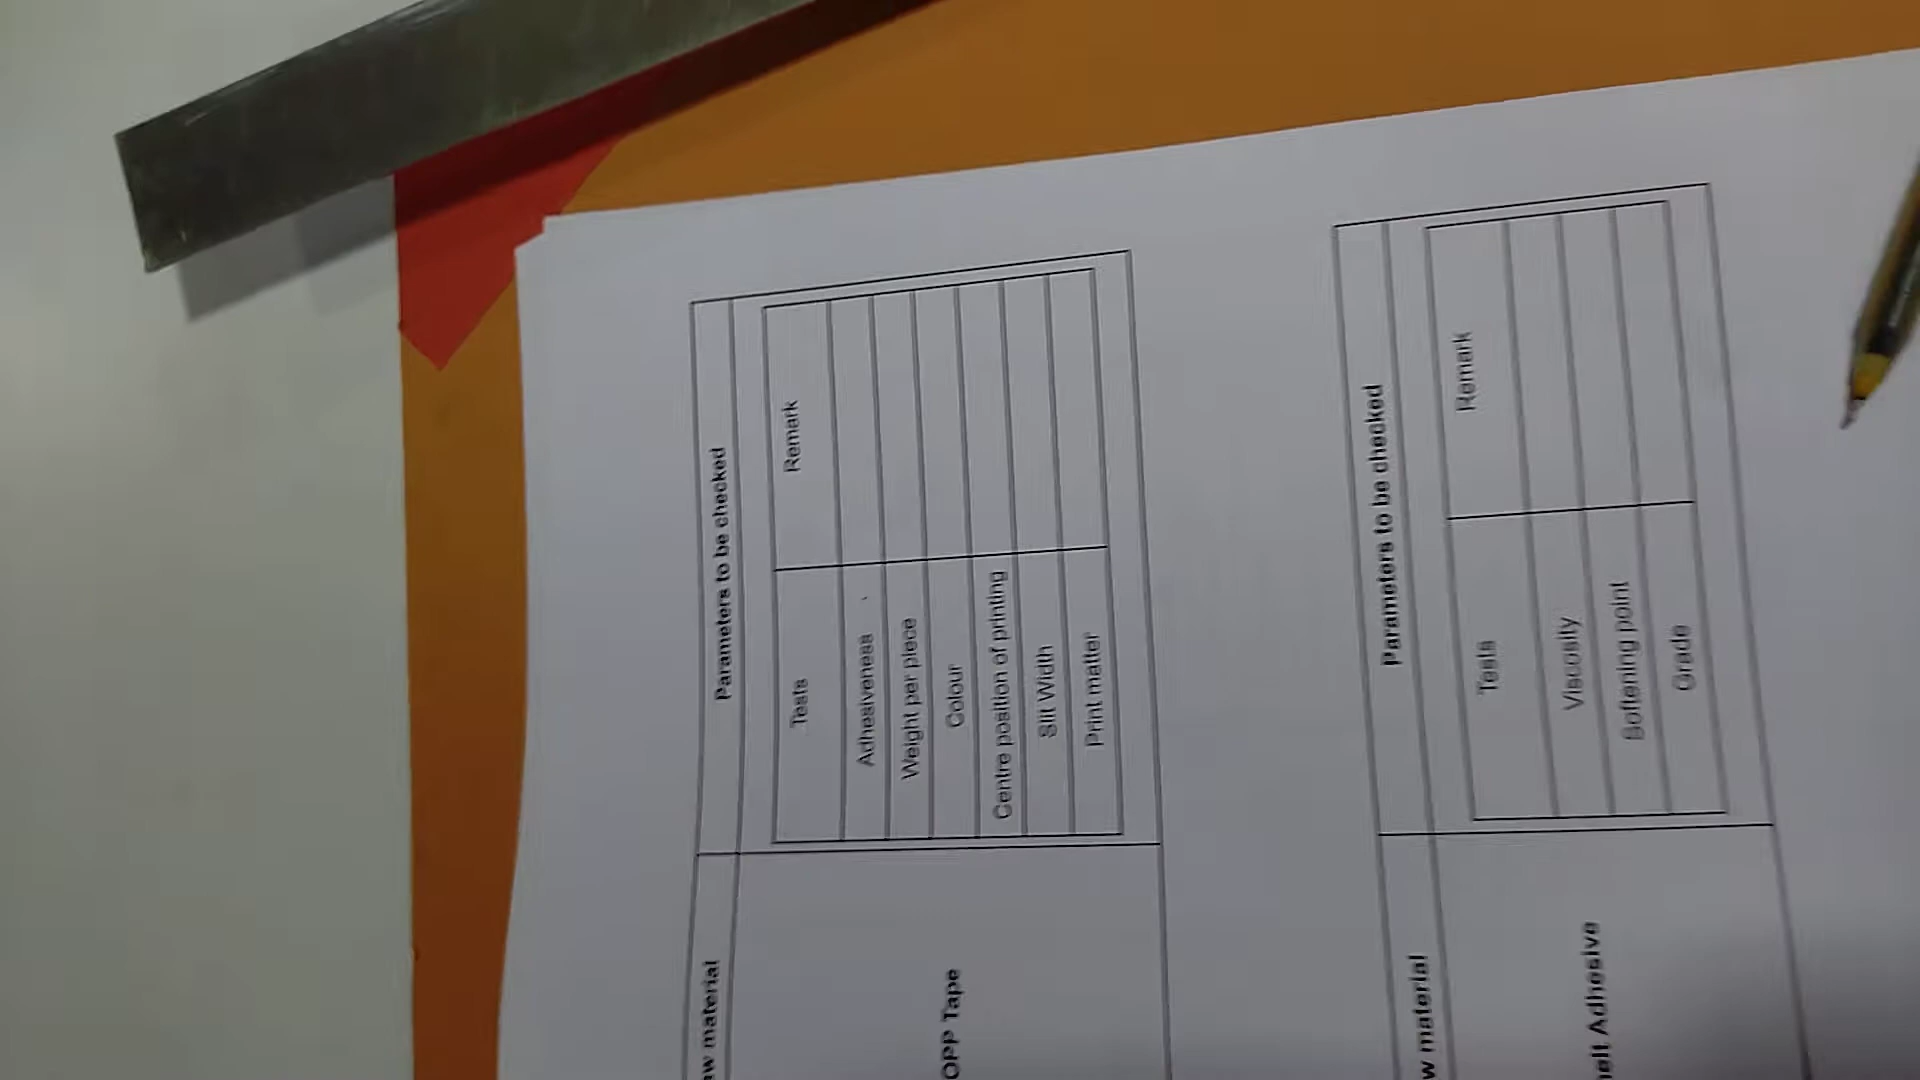 Parameters to be checked
Tests Remark
Adhesiveness
Weight per piece
Colour
Centre position of printing
Slit Width
Print matter
material
OPP Tape
Parameters to be checked
Tests Remark
Viscosity
Softening point
Grade
material
Adhesive